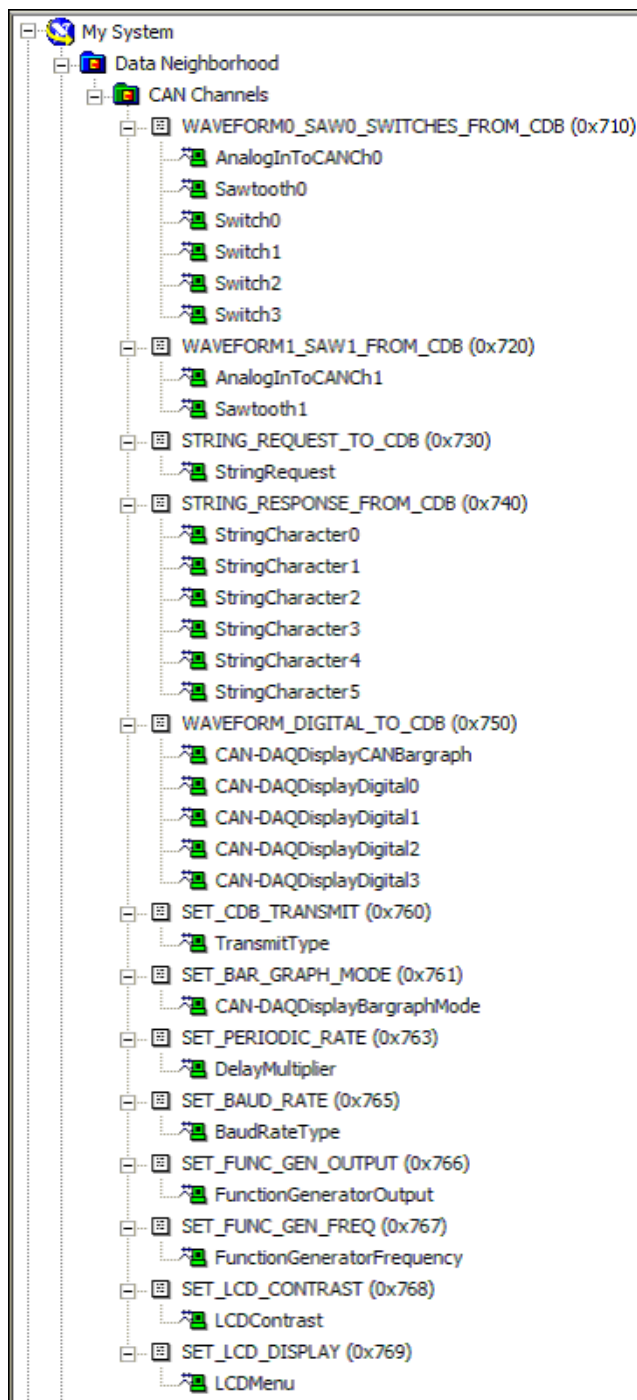 My System
Data Neighborhood
CAN Channels
WAVEFORM0_SAW0_SWITCHES_FROM_CDB (0x710)
AnalogInToCANCh0
Sawtooth0
Switch0
Switch1
Switch2
Switch3
WAVEFORM1_SAW1_FROM_CDB (0x720)
AnalogInToCANCh1
Sawtooth1
STRING_REQUEST_TO_CDB (0x730)
StringRequest
STRING_RESPONSE_FROM_CDB (0x740)
StringCharacter0
StringCharacter1
StringCharacter2
StringCharacter3
StringCharacter4
StringCharacter5
WAVEFORM_DIGITAL_TO_CDB (0x750)
CAN-DAQDisplayCANBargraph
CAN-DAQDisplayDigital0
CAN-DAQDisplayDigital1
CAN-DAQDisplayDigital2
CAN-DAQDisplayDigital3
SET_CDB_TRANSMIT (0x760)
TransmitType
SET_BAR_GRAPH_MODE (0x761)
CAN-DAQDisplayBargraphMode
SET_PERIODIC_RATE (0x763)
DelayMultiplier
SET_BAUD_RATE (0x765)
BaudRateType
SET_FUNC_GEN_OUTPUT (0x766)
FunctionGeneratorOutput
SET_FUNC_GEN_FREQ (0x767)
FunctionGeneratorFrequency
SET_LCD_CONTRAST (0x768)
LCDContrast
SET_LCD_DISPLAY (0x769)
LCDMenu